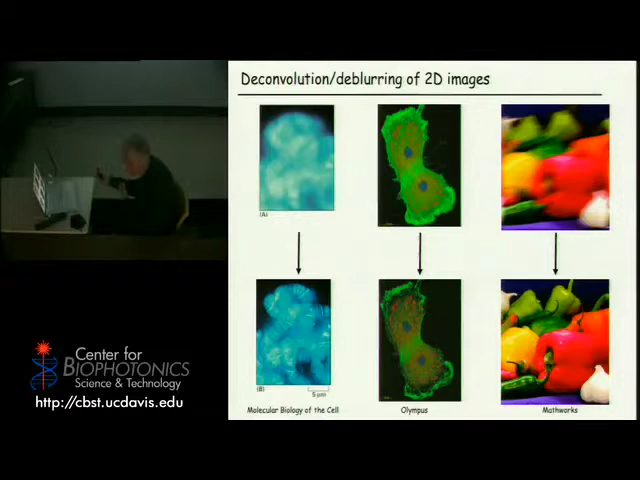 Deconvolution/deblurring of 2D images
(A)
(B)
5 μm
Molecular Biology of the Cell
Olympus
Mathworks
Center for
BIOPHOTONICS
Science & Technology
http://cbst.ucdavis.edu